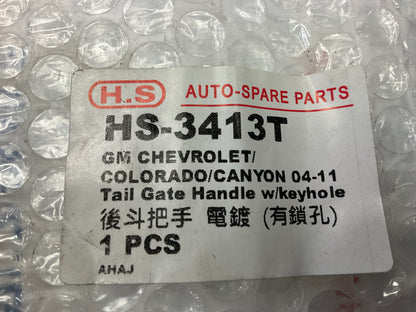 H.S AUTO-SPARE PARTS
HS-3413T
GM CHEVROLET/
COLORADO/CANYON 04-11
Tail Gate Handle w/keyhole
後斗把手 電鍍 (有鎖孔)
1 PCS
AHAJ